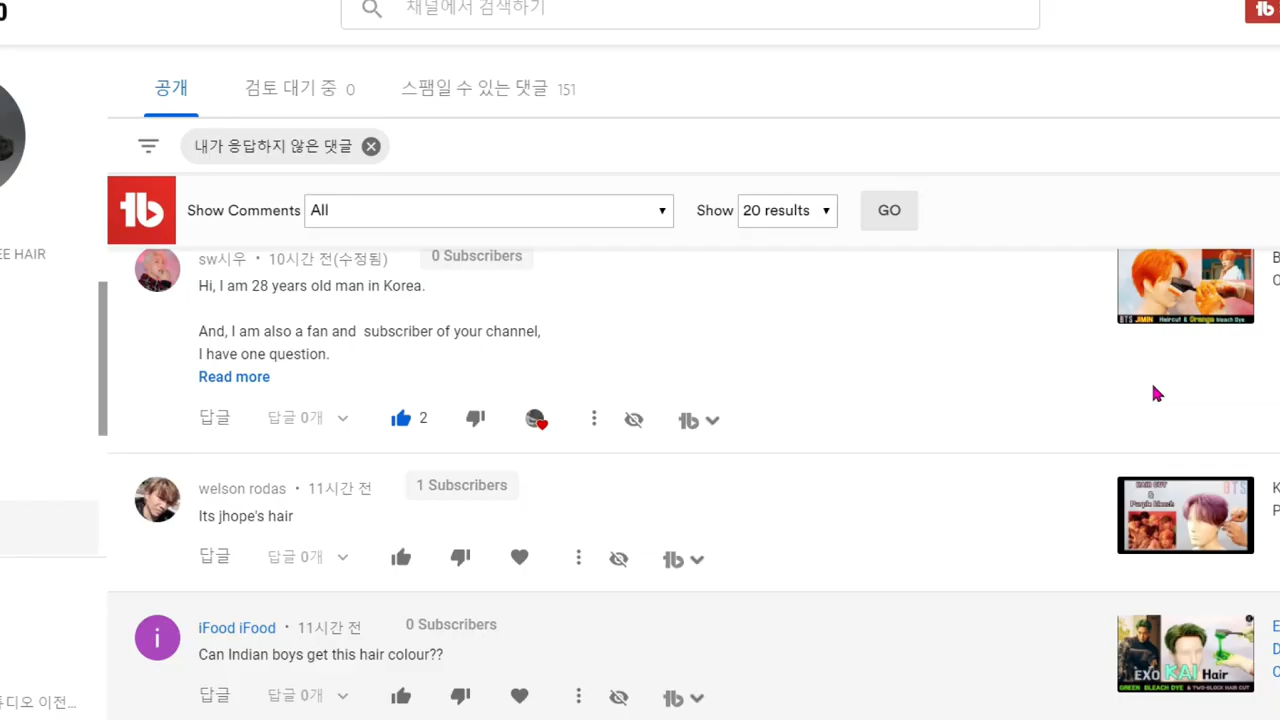 채널에서 검색하기
공개
검토 대기 중 0
스팸일 수 있는 댓글 151
내가 응답하지 않은 댓글
tb
Show Comments All
Show 20 results
GO
EE HAIR
sw시우 • 10시간 전(수정됨) 0 Subscribers
Hi, I am 28 years old man in Korea.
And, I am also a fan and subscriber of your channel,
I have one question.
Read more
BTS JIMIN Haircut & Orange bleach Dye
답글 답글 0개 2
welson rodas • 11시간 전 1 Subscribers
Its jhope's hair
HAIR CUT
&
Purple bleach
BTS
답글 답글 0개
iFood iFood • 11시간 전 0 Subscribers
Can Indian boys get this hair colour??
EXO KAI Hair
GREEN BLEACH DYE & TWO-BLOCK HAIR CUT
답글 답글 0개
튜디오 이전...